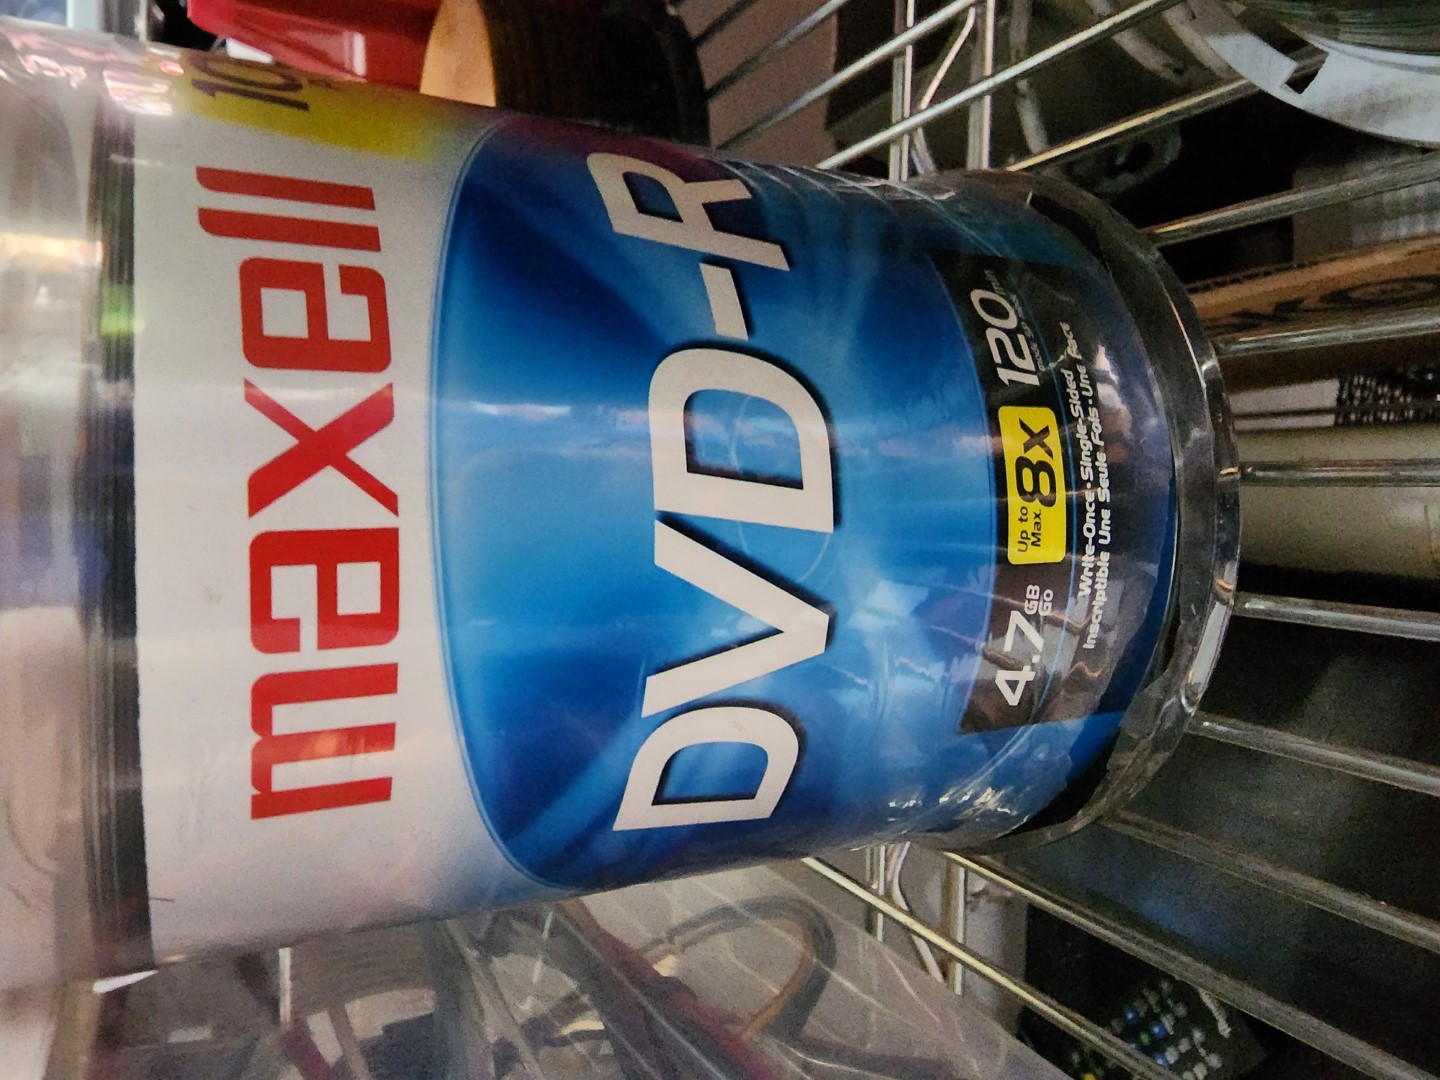 maxell
10
DVD-R
4.7 GB
Go
Up to
Max. 8x
120 min
Write-Once • Single-Sided
Inscriptible Une Seule Fois • Une Face